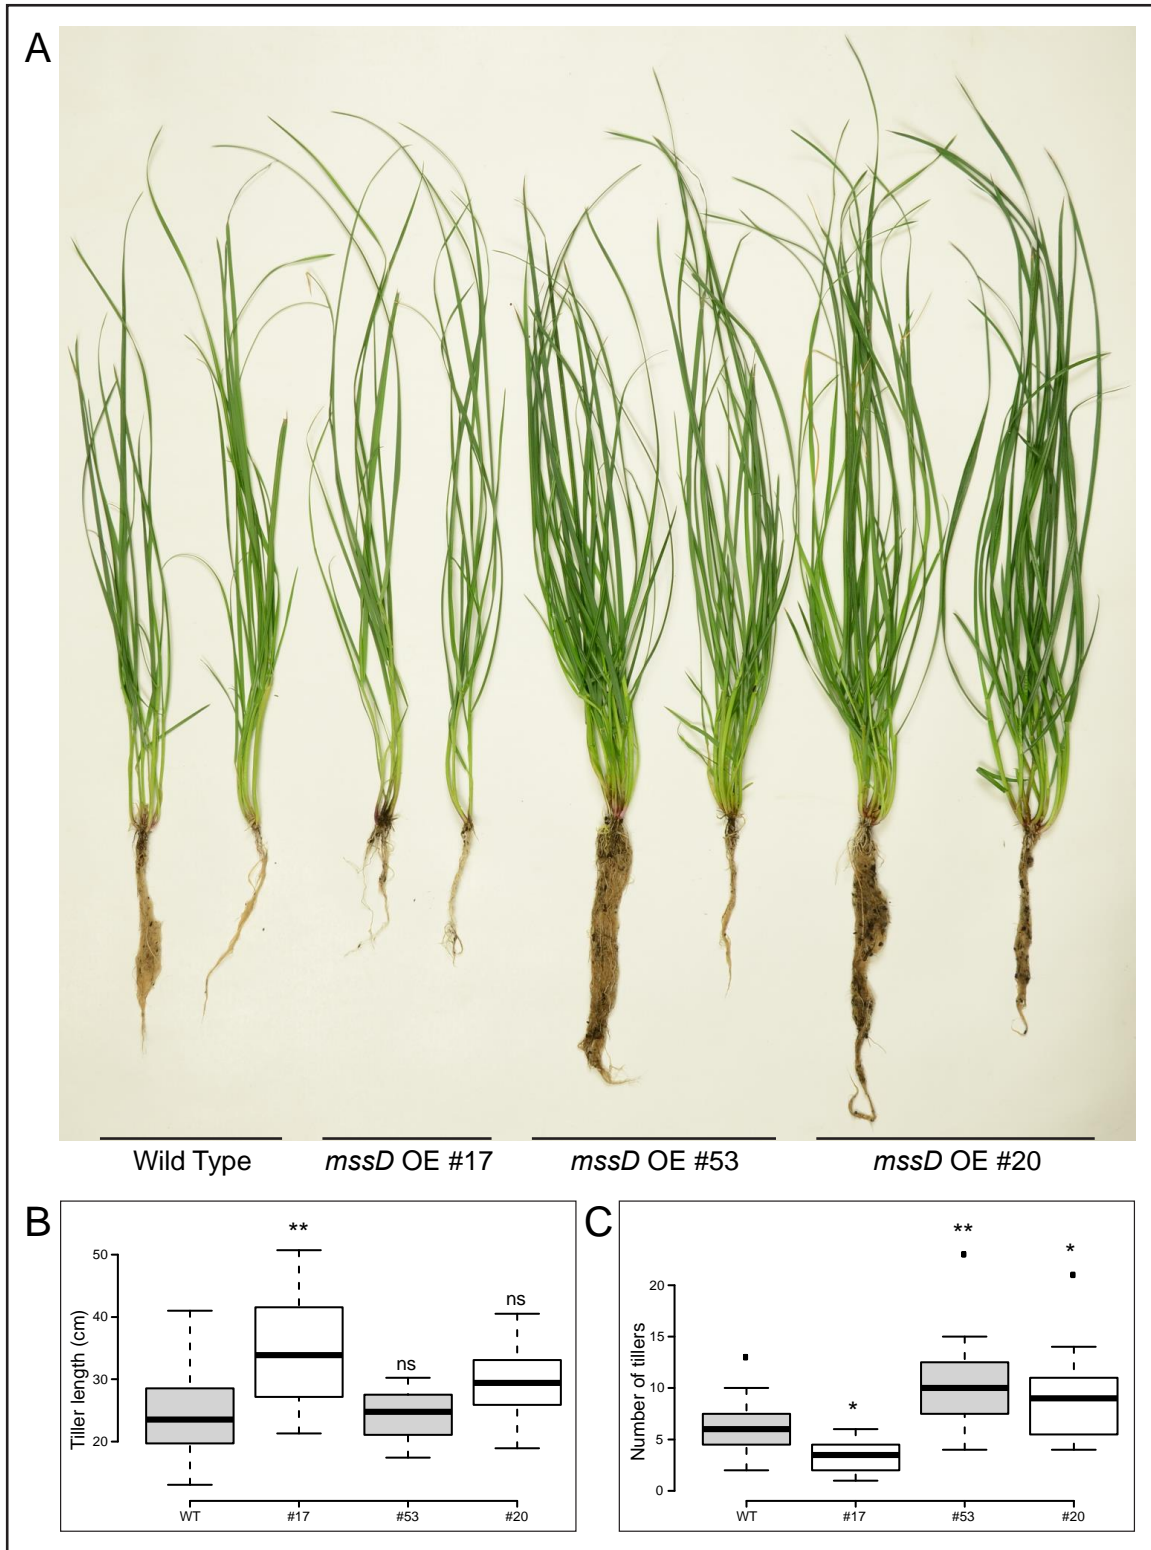 A
Wild Type
mssD OE #17
mssD OE #53
mssD OE #20
B
Tiller length (cm)
50
40
30
20
**
ns
ns
WT
#17
#53
#20
C
Number of tillers
20
15
10
5
0
*
**
*
WT
#17
#53
#20